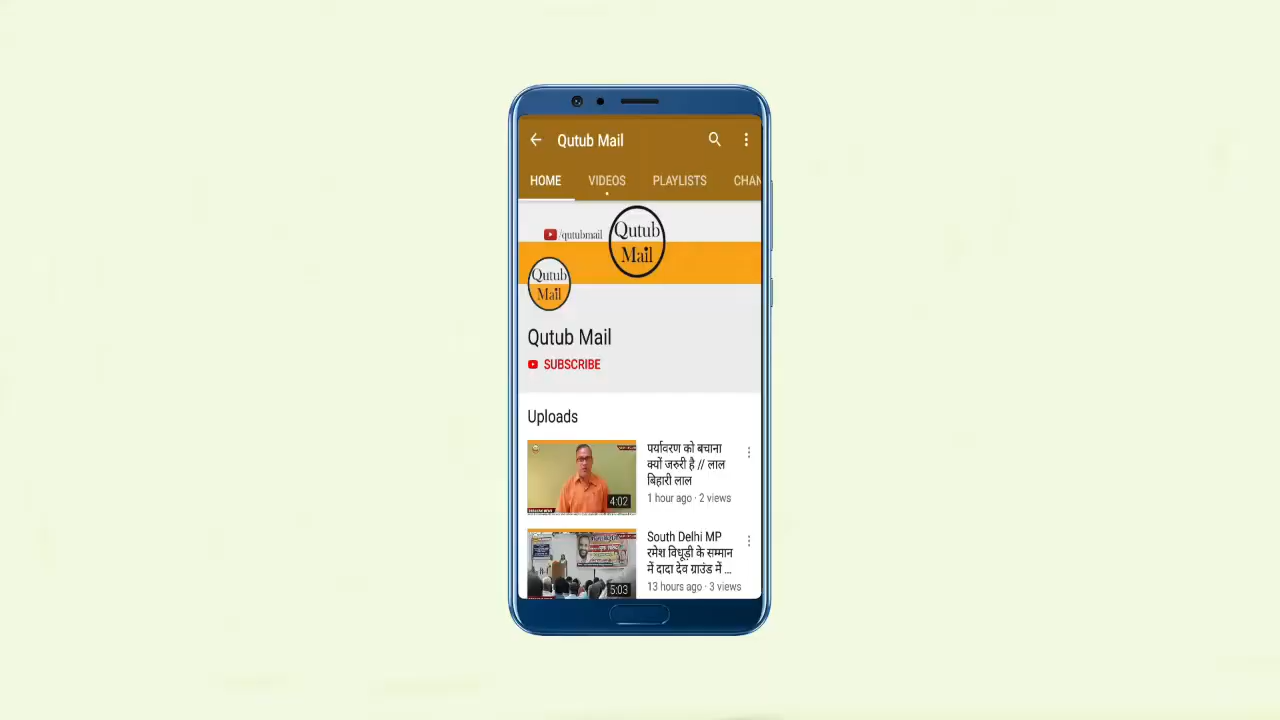 Qutub Mail
HOME VIDEOS PLAYLISTS CHAN
/qutubmail
Qutub
Mail
Qutub
Mail
Qutub Mail
SUBSCRIBE
Uploads
पर्यावरण को बचाना
क्यों जरुरी है // लाल
बिहारी लाल
4:02
1 hour ago · 2 views
South Delhi MP
रमेश विधूड़ी के सम्मान
में दादा देव ग्राउंड में ...
5:03
13 hours ago · 3 views